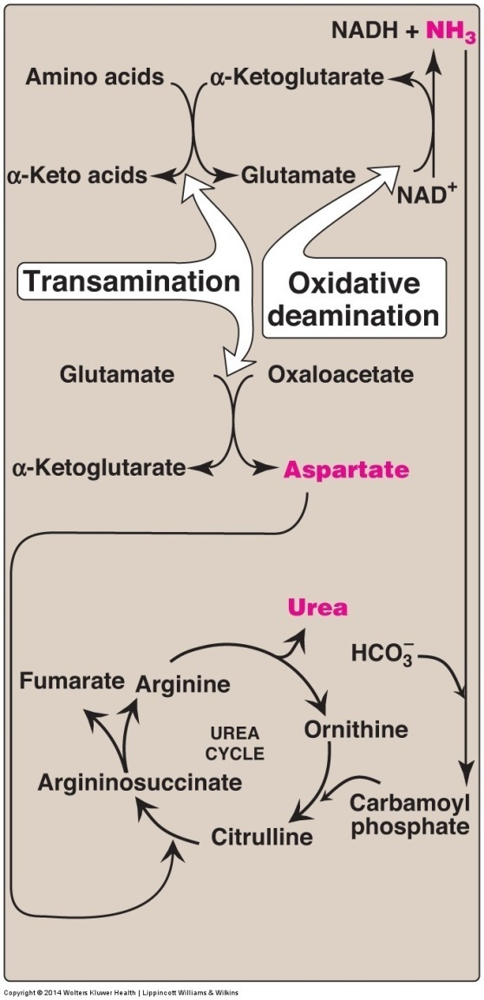 NADH + NH₃
Amino acids α-Ketoglutarate
α-Keto acids Glutamate
NAD⁺
Transamination
Oxidative
deamination
Glutamate Oxaloacetate
α-Ketoglutarate Aspartate
Urea
HCO₃⁻
Fumarate Arginine
UREA
CYCLE
Ornithine
Argininosuccinate
Carbamoyl
phosphate
Citrulline
Copyright © 2014 Wolters Kluwer Health | Lippincott Williams & Wilkins